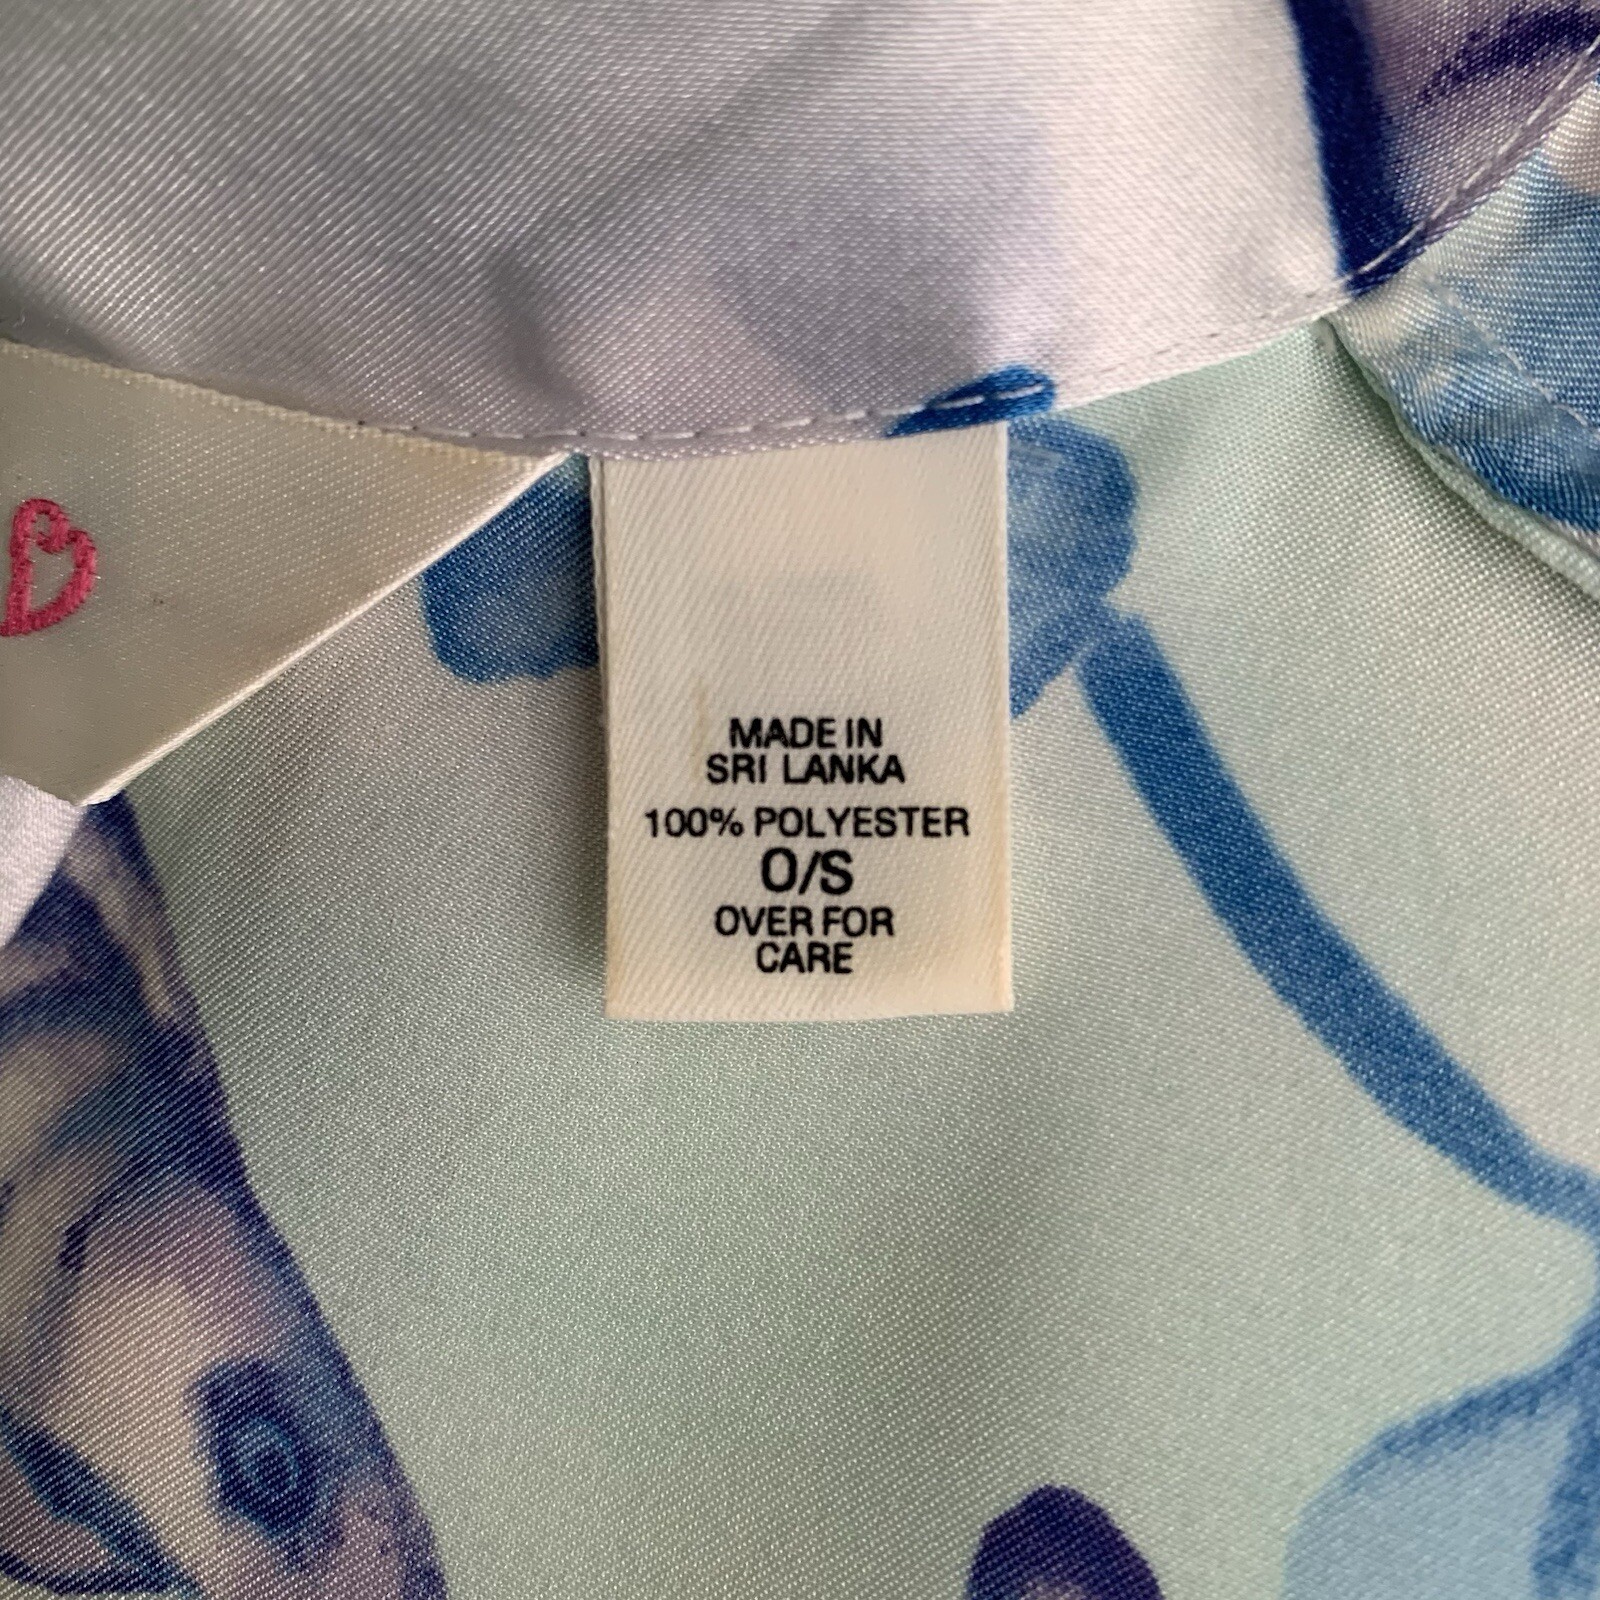 MADE IN
SRI LANKA
100% POLYESTER
O/S
OVER FOR
CARE